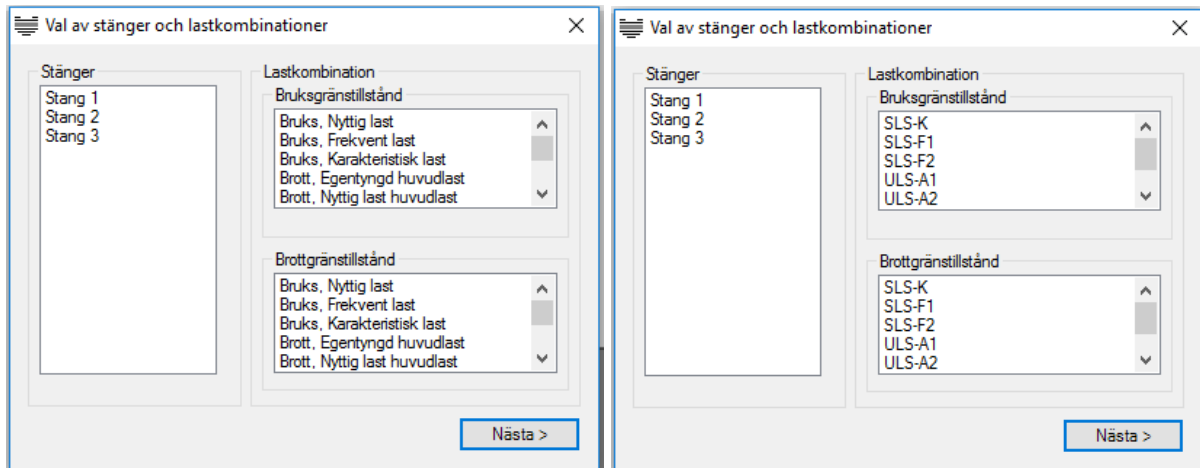 Val av stänger och lastkombinationer
Stänger
Stang 1
Stang 2
Stang 3
Lastkombination
Bruksgränstillstånd
Bruks, Nyttig last
Bruks, Frekvent last
Bruks, Karakteristisk last
Brott, Egentyngd huvudlast
Brott, Nyttig last huvudlast
Brottgränstillstånd
Bruks, Nyttig last
Bruks, Frekvent last
Bruks, Karakteristisk last
Brott, Egentyngd huvudlast
Brott, Nyttig last huvudlast
Nästa >
Val av stänger och lastkombinationer
Stänger
Stang 1
Stang 2
Stang 3
Lastkombination
Bruksgränstillstånd
SLS-K
SLS-F1
SLS-F2
ULS-A1
ULS-A2
Brottgränstillstånd
SLS-K
SLS-F1
SLS-F2
ULS-A1
ULS-A2
Nästa >